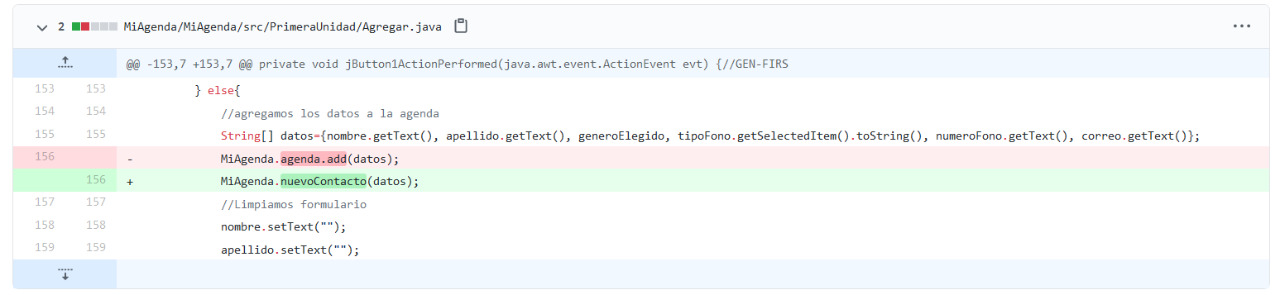 2 MiAgenda/MiAgenda/src/PrimeraUnidad/Agregar.java
@@ -153,7 +153,7 @@ private void jButton1ActionPerformed(java.awt.event.ActionEvent evt) {//GEN-FIRS
153 153 } else{
154 154 //agregamos los datos a la agenda
155 155 String[] datos={nombre.getText(), apellido.getText(), generoElegido, tipoFono.getSelectedItem().toString(), numeroFono.getText(), correo.getText()};
156 - MiAgenda.agenda.add(datos);
156 + MiAgenda.nuevoContacto(datos);
157 157 //Limpiamos formulario
158 158 nombre.setText("");
159 159 apellido.setText("");